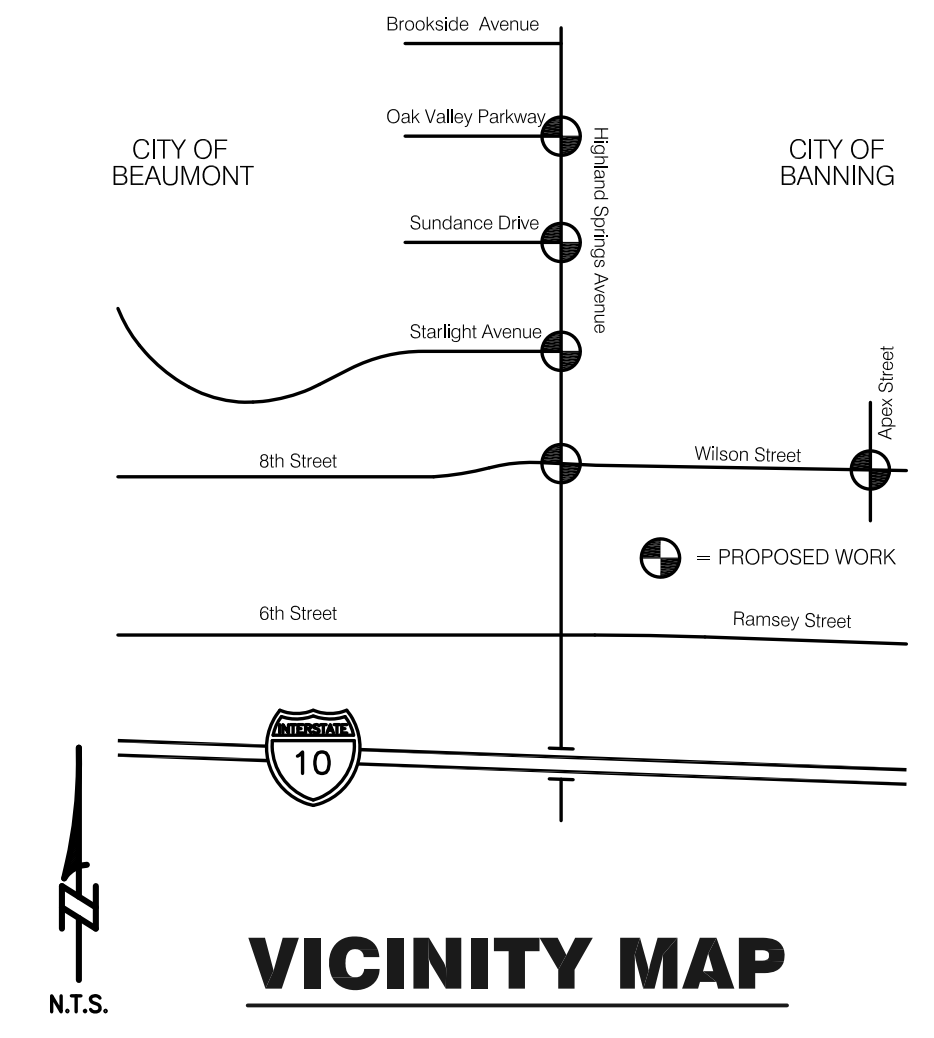 Brookside Avenue
Oak Valley Parkway
CITY OF
BEAUMONT
Highland Springs Avenue
CITY OF
BANNING
Sundance Drive
Starlight Avenue
Apex Street
8th Street
Wilson Street
= PROPOSED WORK
6th Street
Ramsey Street
INTERSTATE
10
N
N.T.S.
VICINITY MAP